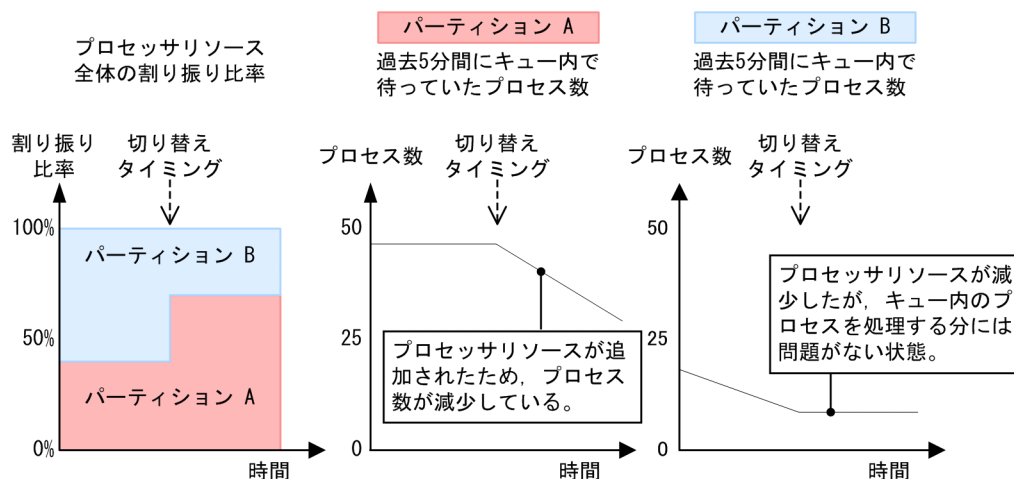 プロセッサリソース
全体の割り振り比率
割り振り
比率
切り替え
タイミング
100%
50%
0%
パーティション B
パーティション A
時間
パーティション A
過去5分間にキュー内で
待っていたプロセス数
プロセス数
切り替え
タイミング
50
25
0
プロセッサリソースが追
加されたため，プロセス
数が減少している。
時間
パーティション B
過去5分間にキュー内で
待っていたプロセス数
プロセス数
切り替え
タイミング
50
25
0
プロセッサリソースが減
少したが，キュー内のプ
ロセスを処理する分には
問題がない状態。
時間